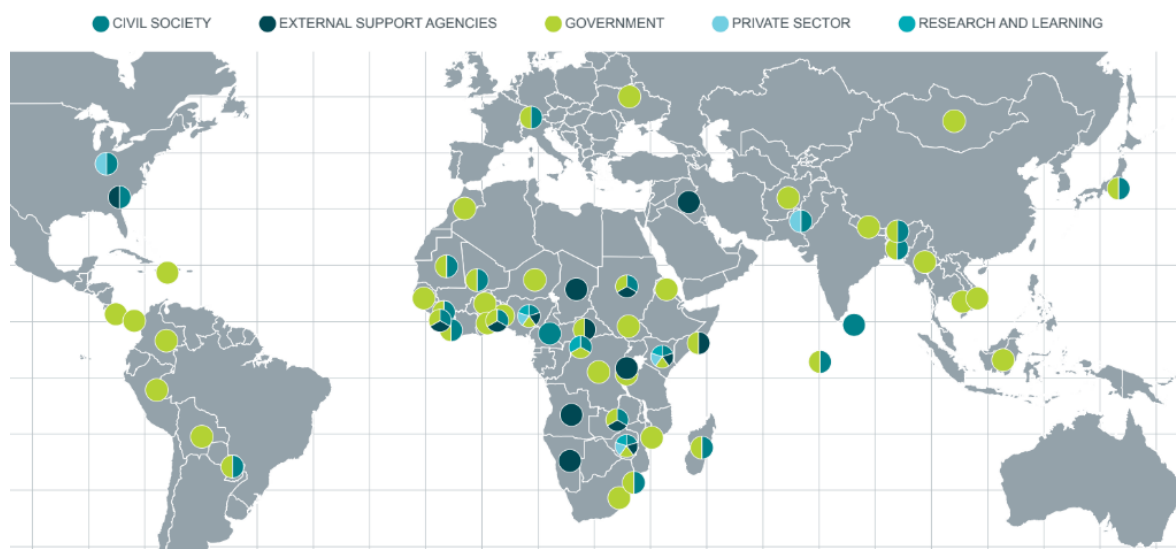 CIVIL SOCIETY EXTERNAL SUPPORT AGENCIES GOVERNMENT PRIVATE SECTOR RESEARCH AND LEARNING